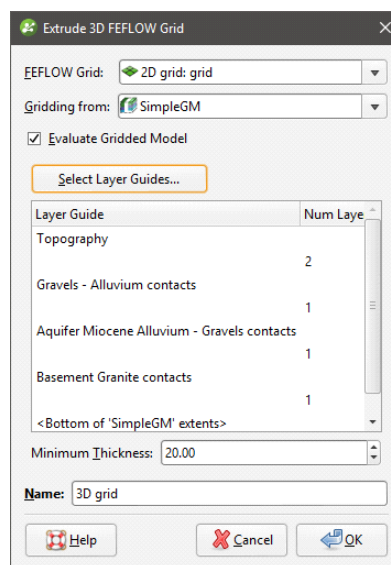 Extrude 3D FEFLOW Grid
FEFLOW Grid: 2D grid: grid
Gridding from: SimpleGM
Evaluate Gridded Model
Select Layer Guides...
Layer Guide Num Laye
Topography
2
Gravels - Alluvium contacts
1
Aquifer Miocene Alluvium - Gravels contacts
1
Basement Granite contacts
1
<Bottom of 'SimpleGM' extents>
Minimum Thickness: 20.00
Name: 3D grid
Help Cancel OK